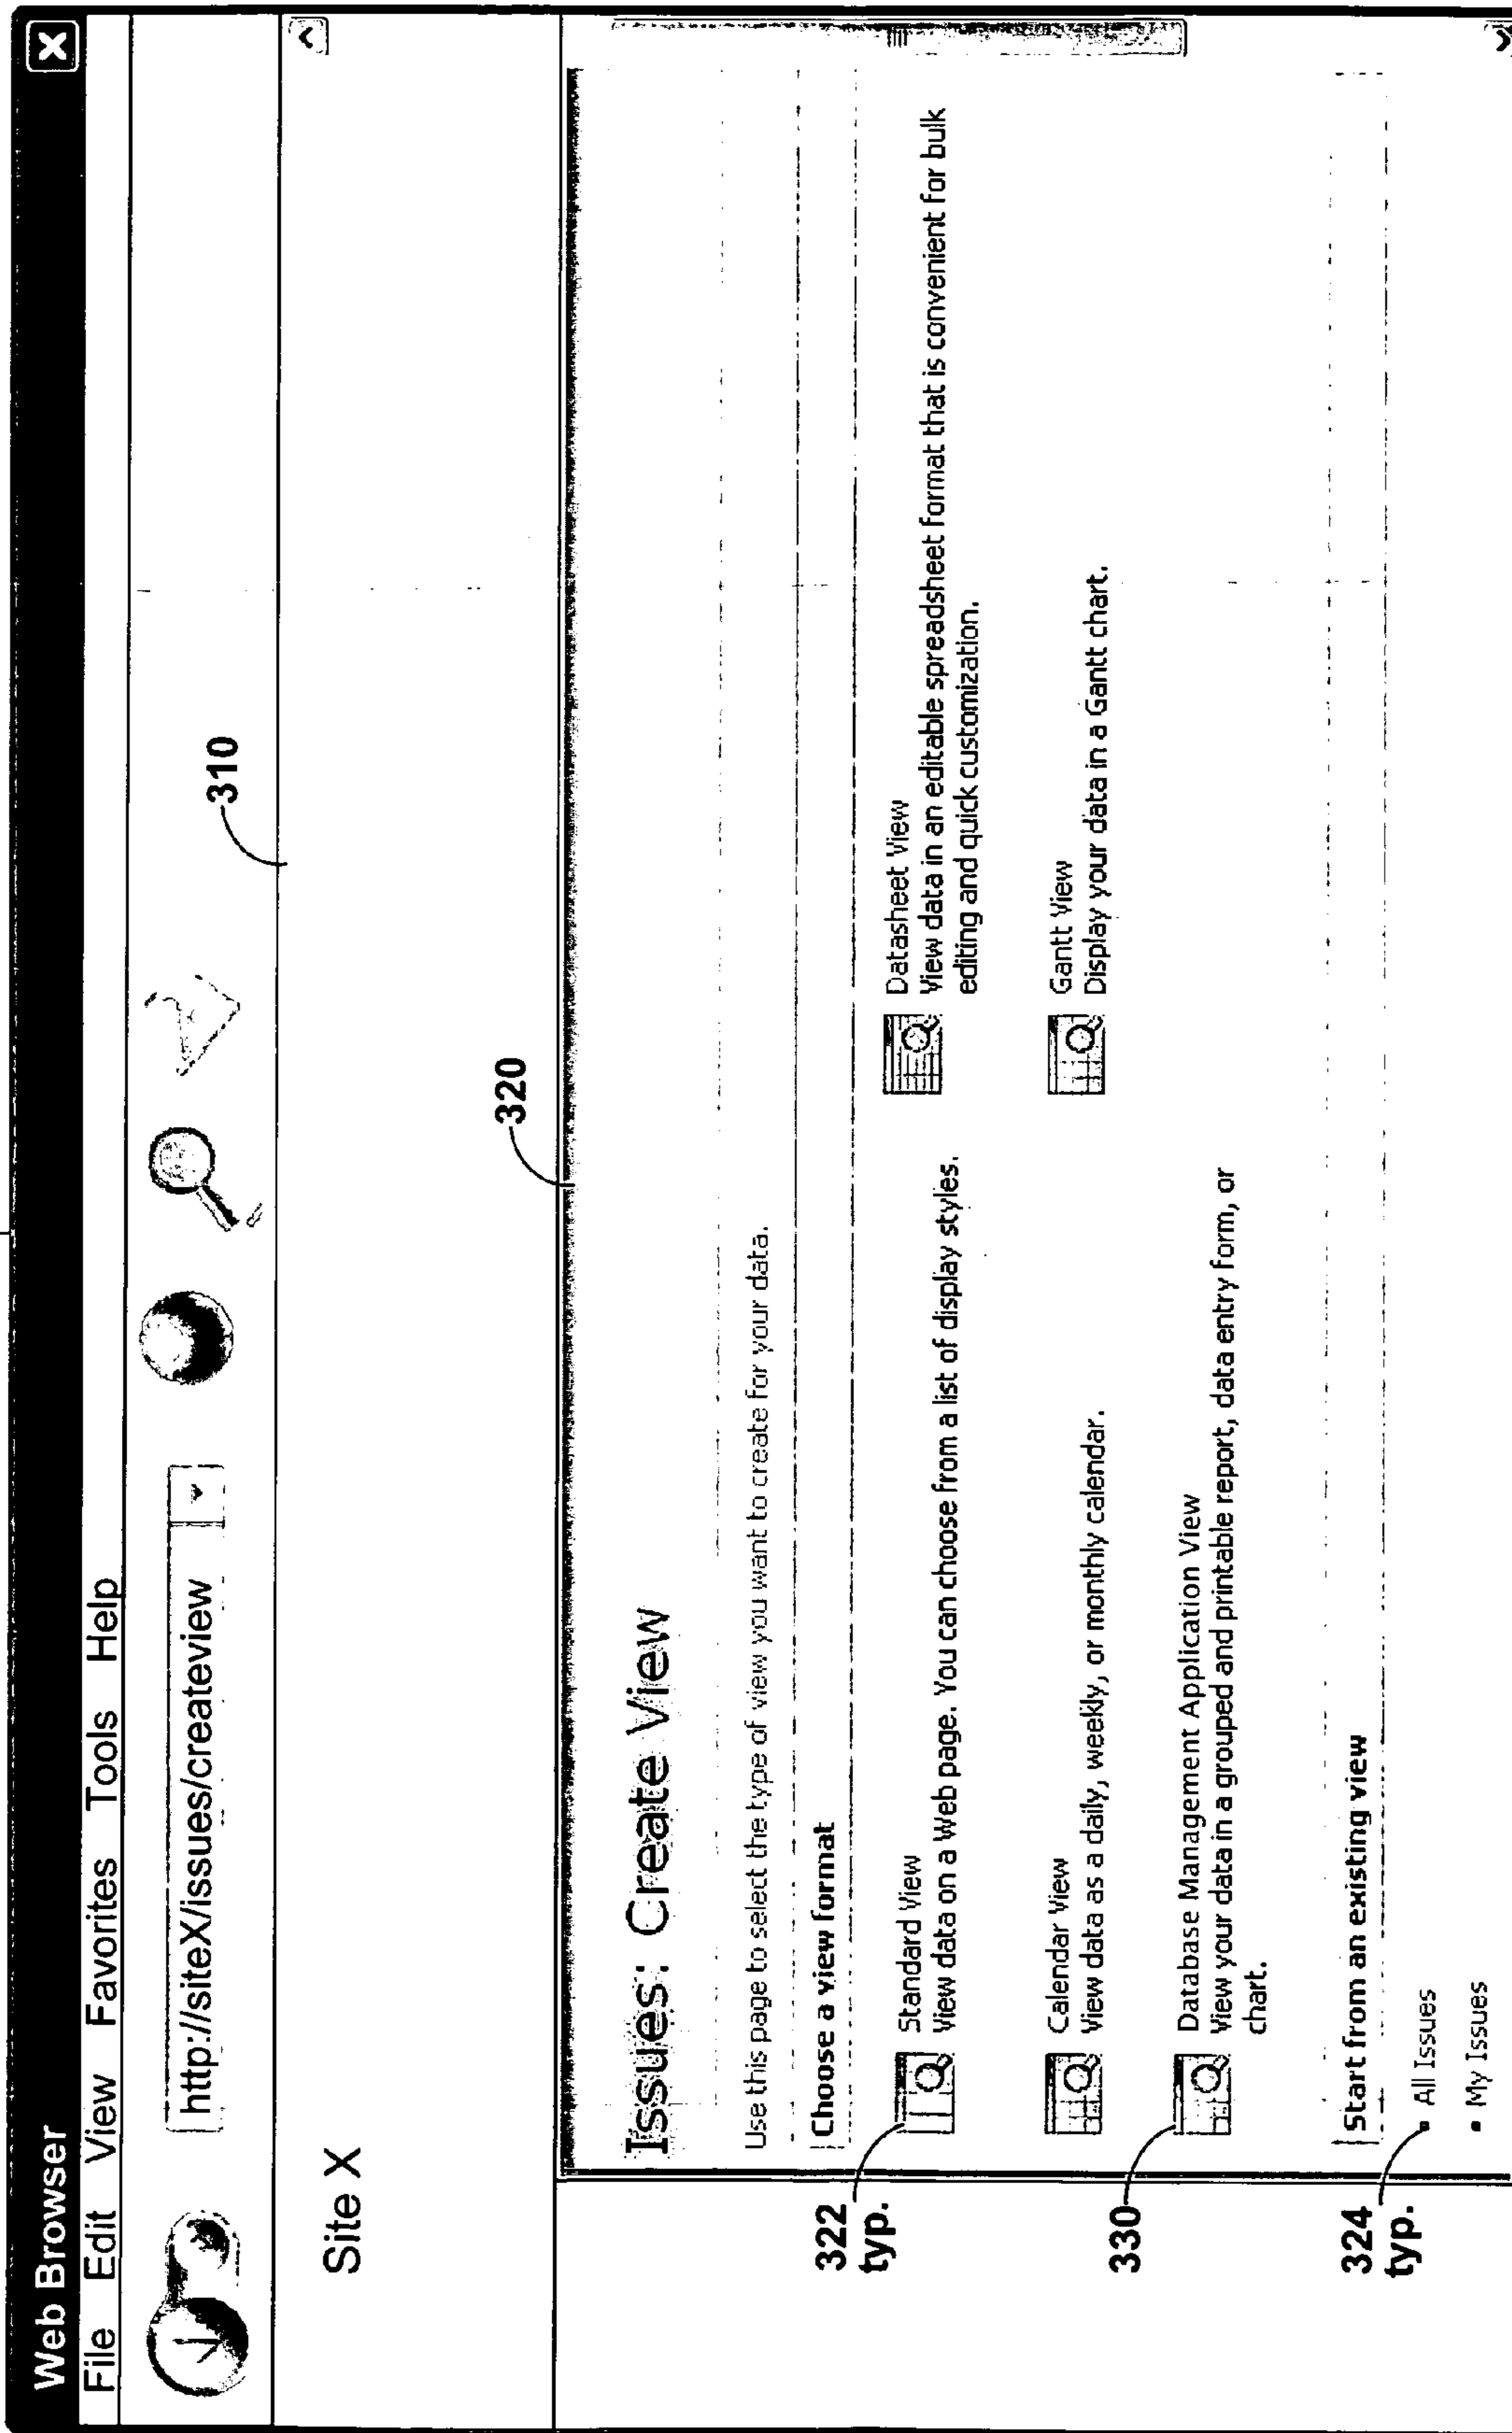 Web Browser
File Edit View Favorites Tools Help
http://siteX/issues/createview
310
Site X
320
Issues: Create View
Use this page to select the type of view you want to create for your data.
Choose a view format
322
typ.
Standard View
View data on a Web page. You can choose from a list of display styles.
Datasheet View
View data in an editable spreadsheet format that is convenient for bulk
editing and quick customization.
Calendar View
View data as a daily, weekly, or monthly calendar.
Gantt View
Display your data in a Gantt chart.
330
Database Management Application View
View your data in a grouped and printable report, data entry form, or
chart.
Start from an existing view
324
typ.
▪ All Issues
▪ My Issues